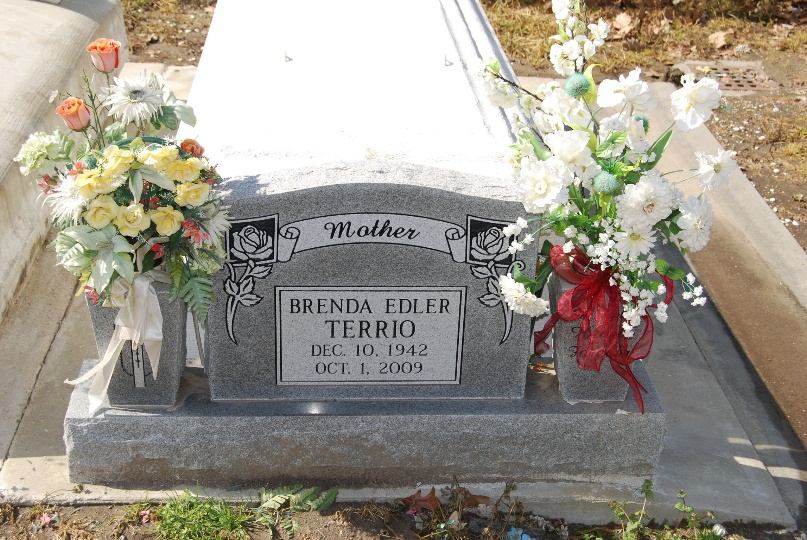 Mother
BRENDA EDLER
TERRIO
DEC. 10, 1942
OCT. 1, 2009